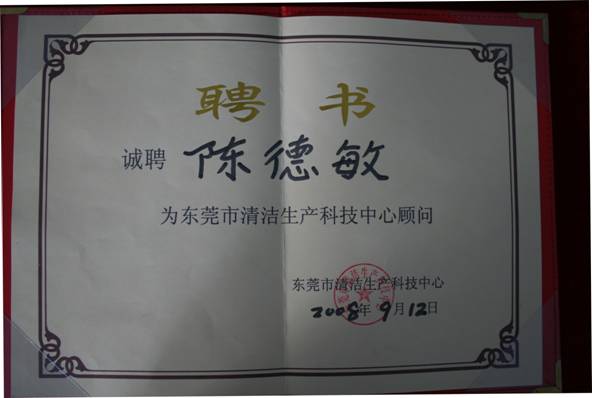 聘书
诚聘 陈德敏
为东莞市清洁生产科技中心顾问
东莞市清洁生产科技中心
2008年9月12日